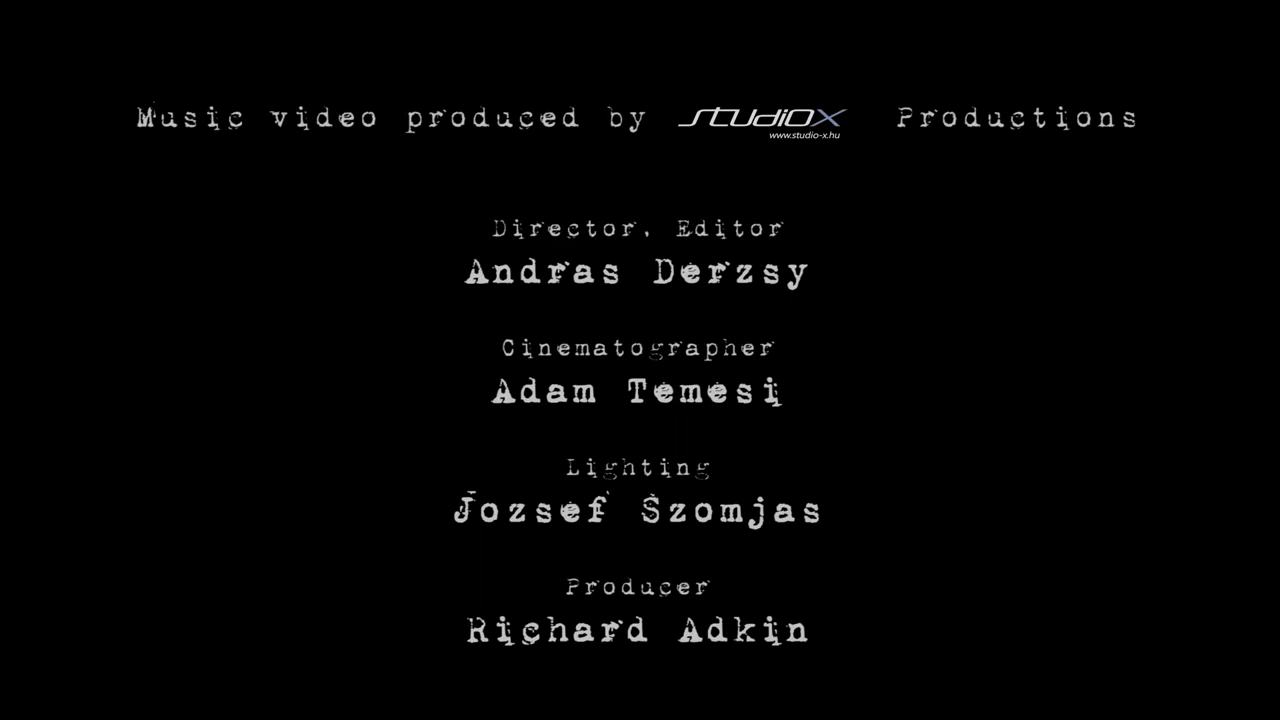 Music video produced by studiox Productions
www.studio-x.hu
Director, Editor
Andras Derzsy
Cinematographer
Adam Temesi
Lighting
Jozsef Szomjas
Producer
Richard Adkin